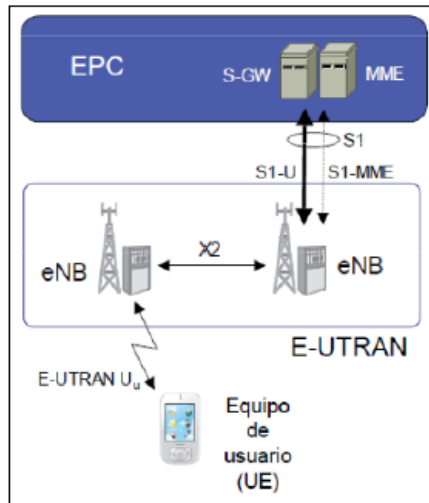 EPC
S-GW
MME
S1
S1-U
S1-MME
eNB
X2
eNB
E-UTRAN
E-UTRAN Uu
Equipo
de
usuario
(UE)